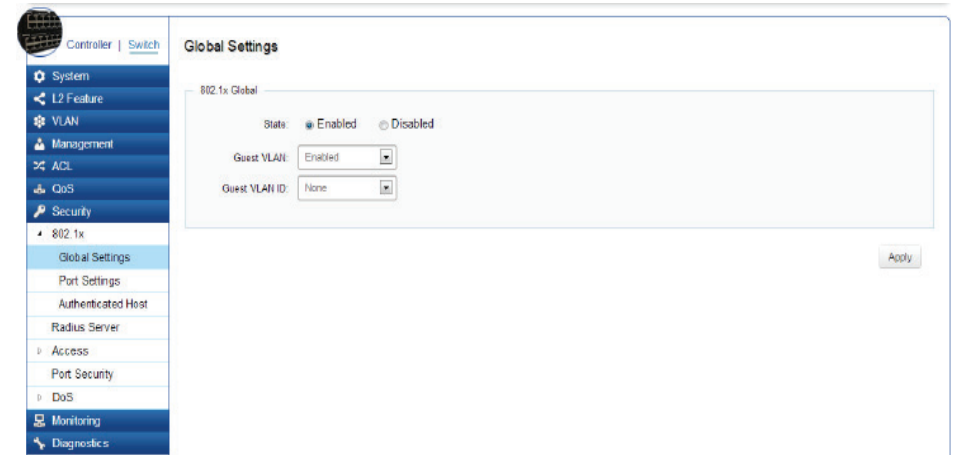 Controller | Switch
Global Settings
System
L2 Feature
VLAN
Management
ACL
QoS
Security
802.1x
Global Settings
Port Settings
Authenticated Host
Radius Server
Access
Port Security
DoS
Monitoring
Diagnostics
802.1x Global
State: Enabled Disabled
Guest VLAN: Enabled
Guest VLAN ID: None
Apply